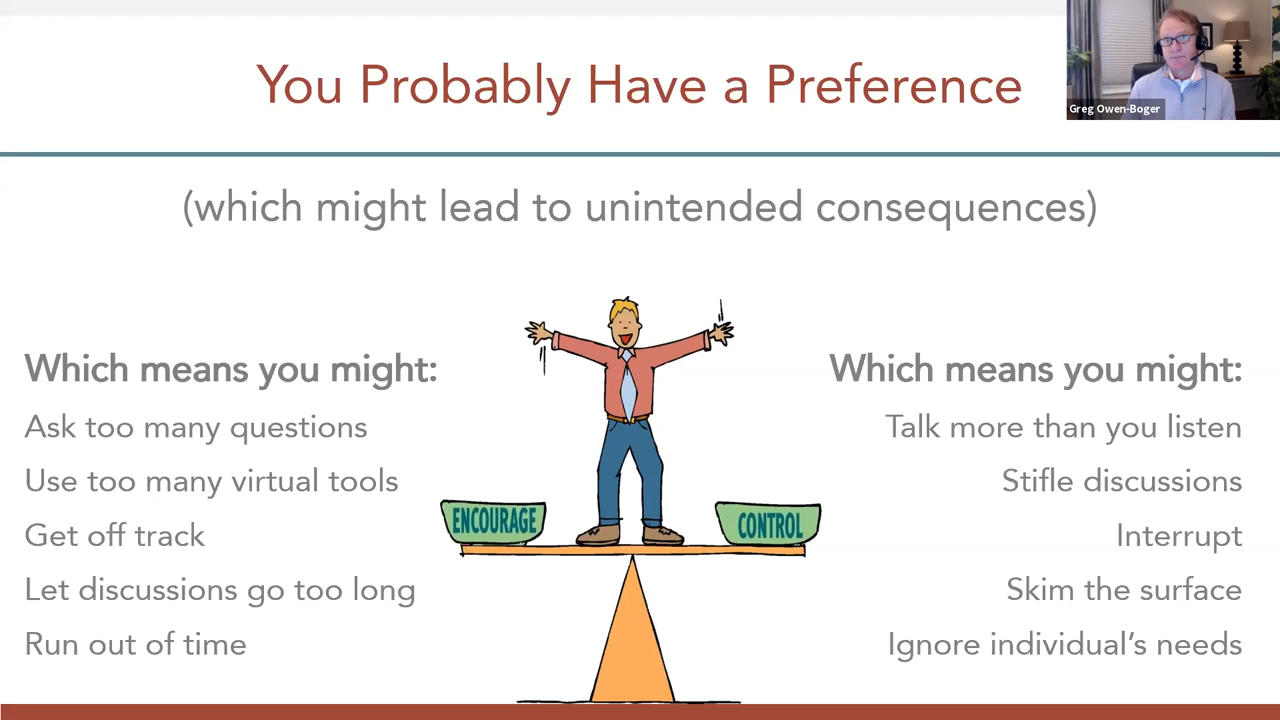 You Probably Have a Preference
Greg Owen-Boger
(which might lead to unintended consequences)
Which means you might:
Ask too many questions
Use too many virtual tools
Get off track
Let discussions go too long
Run out of time
ENCOURAGE
CONTROL
Which means you might:
Talk more than you listen
Stifle discussions
Interrupt
Skim the surface
Ignore individual’s needs